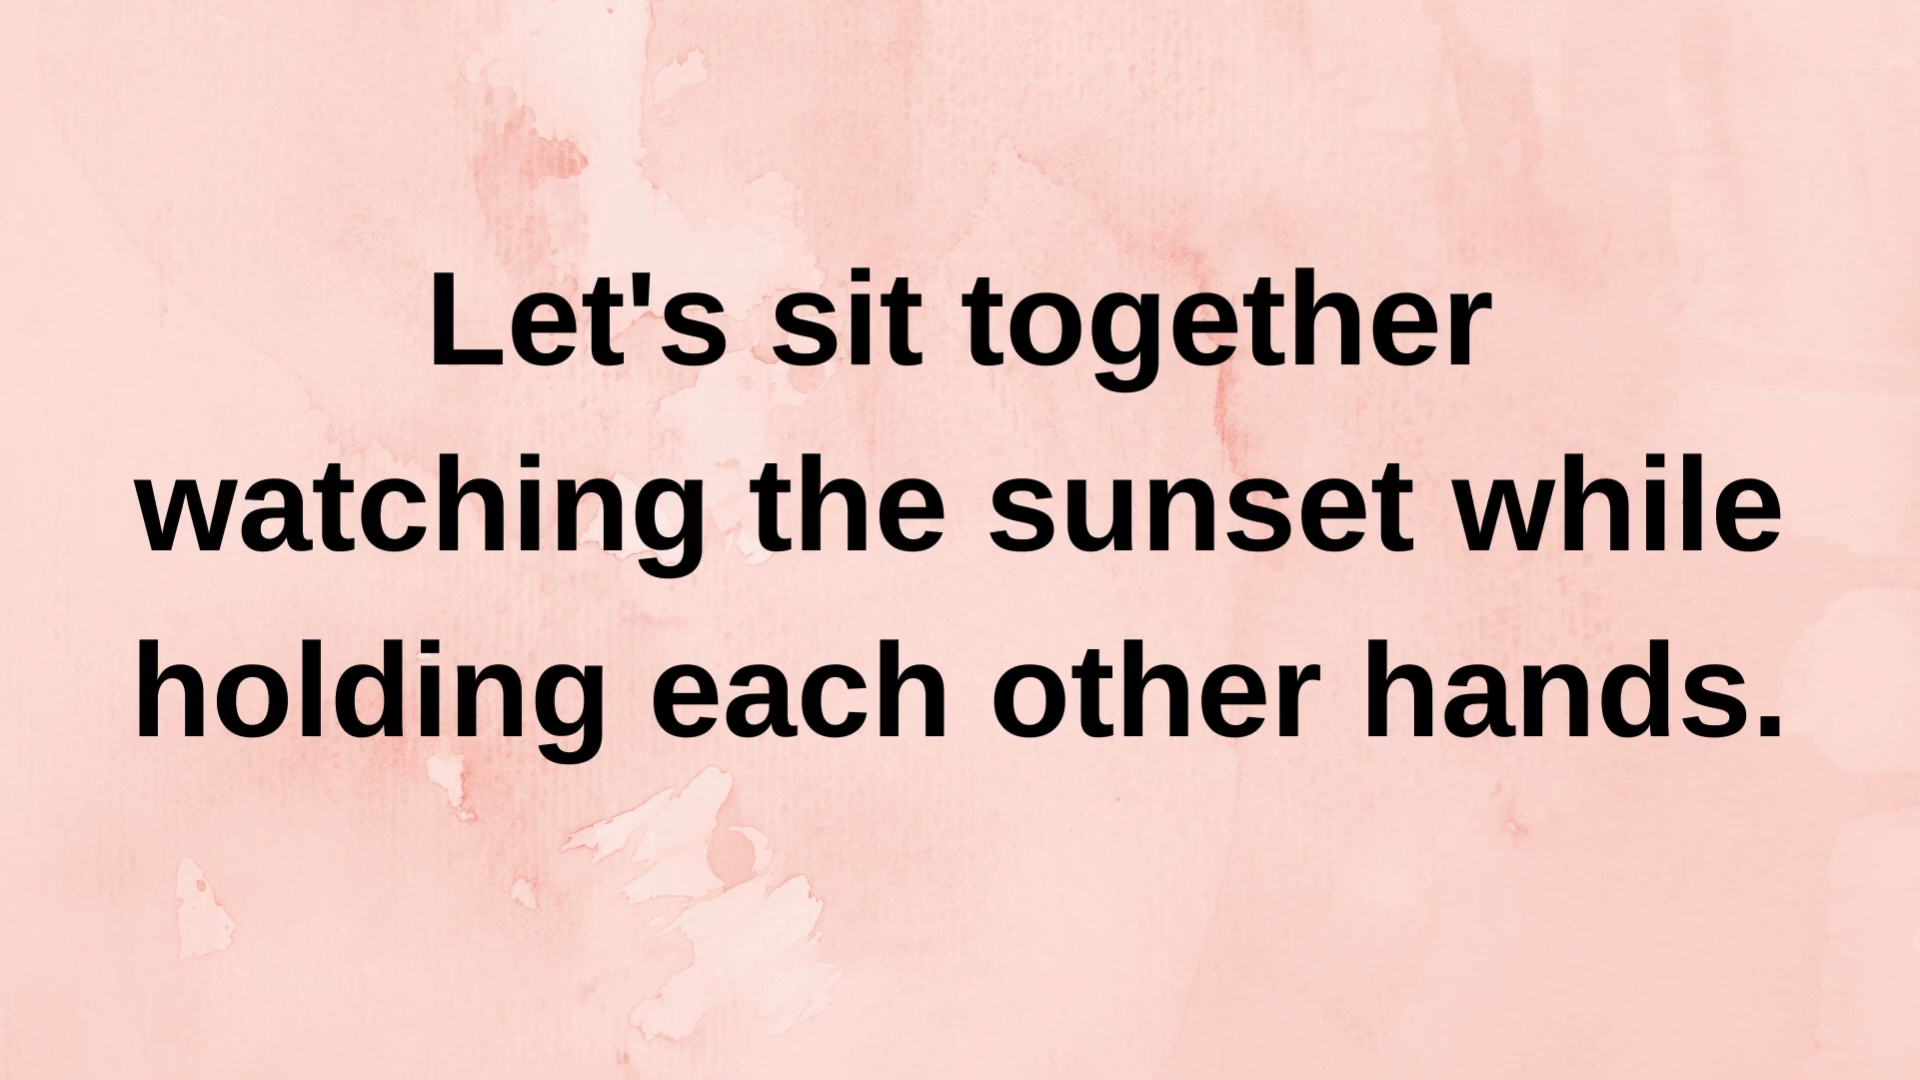 Let's sit together
watching the sunset while
holding each other hands.